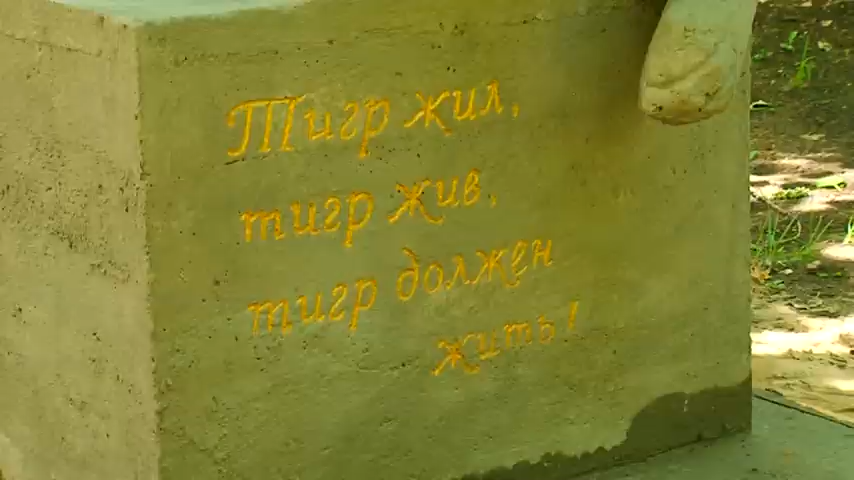 Тигр жил,
тигр жив,
тигр должен
жить!